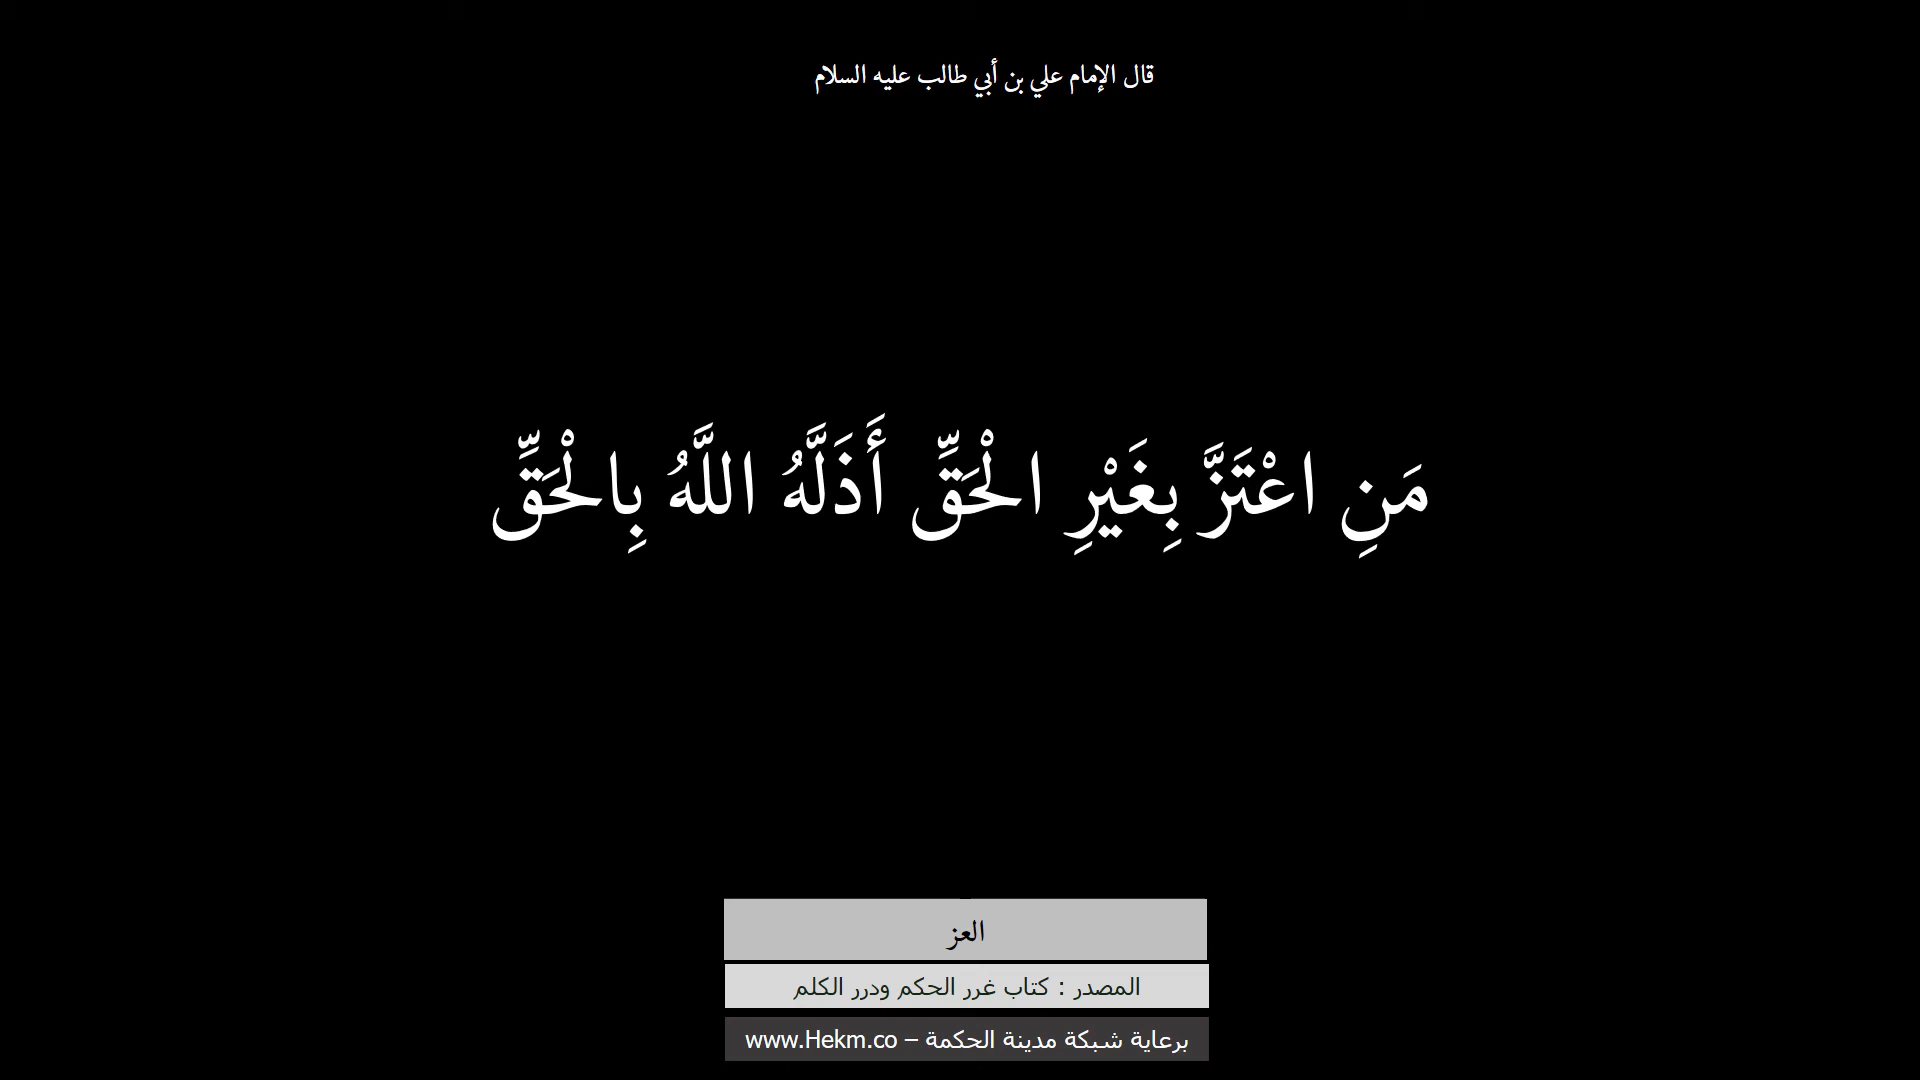 قال الإمام علي بن أبي طالب عليه السلام
مَنِ اعْتَزَّ بِغَيْرِ الْحَقِّ أَذَلَّهُ اللَّهُ بِالْحَقِّ
العز
المصدر : كتاب غرر الحكم ودرر الكلم
برعاية شبكة مدينة الحكمة – www.Hekm.co